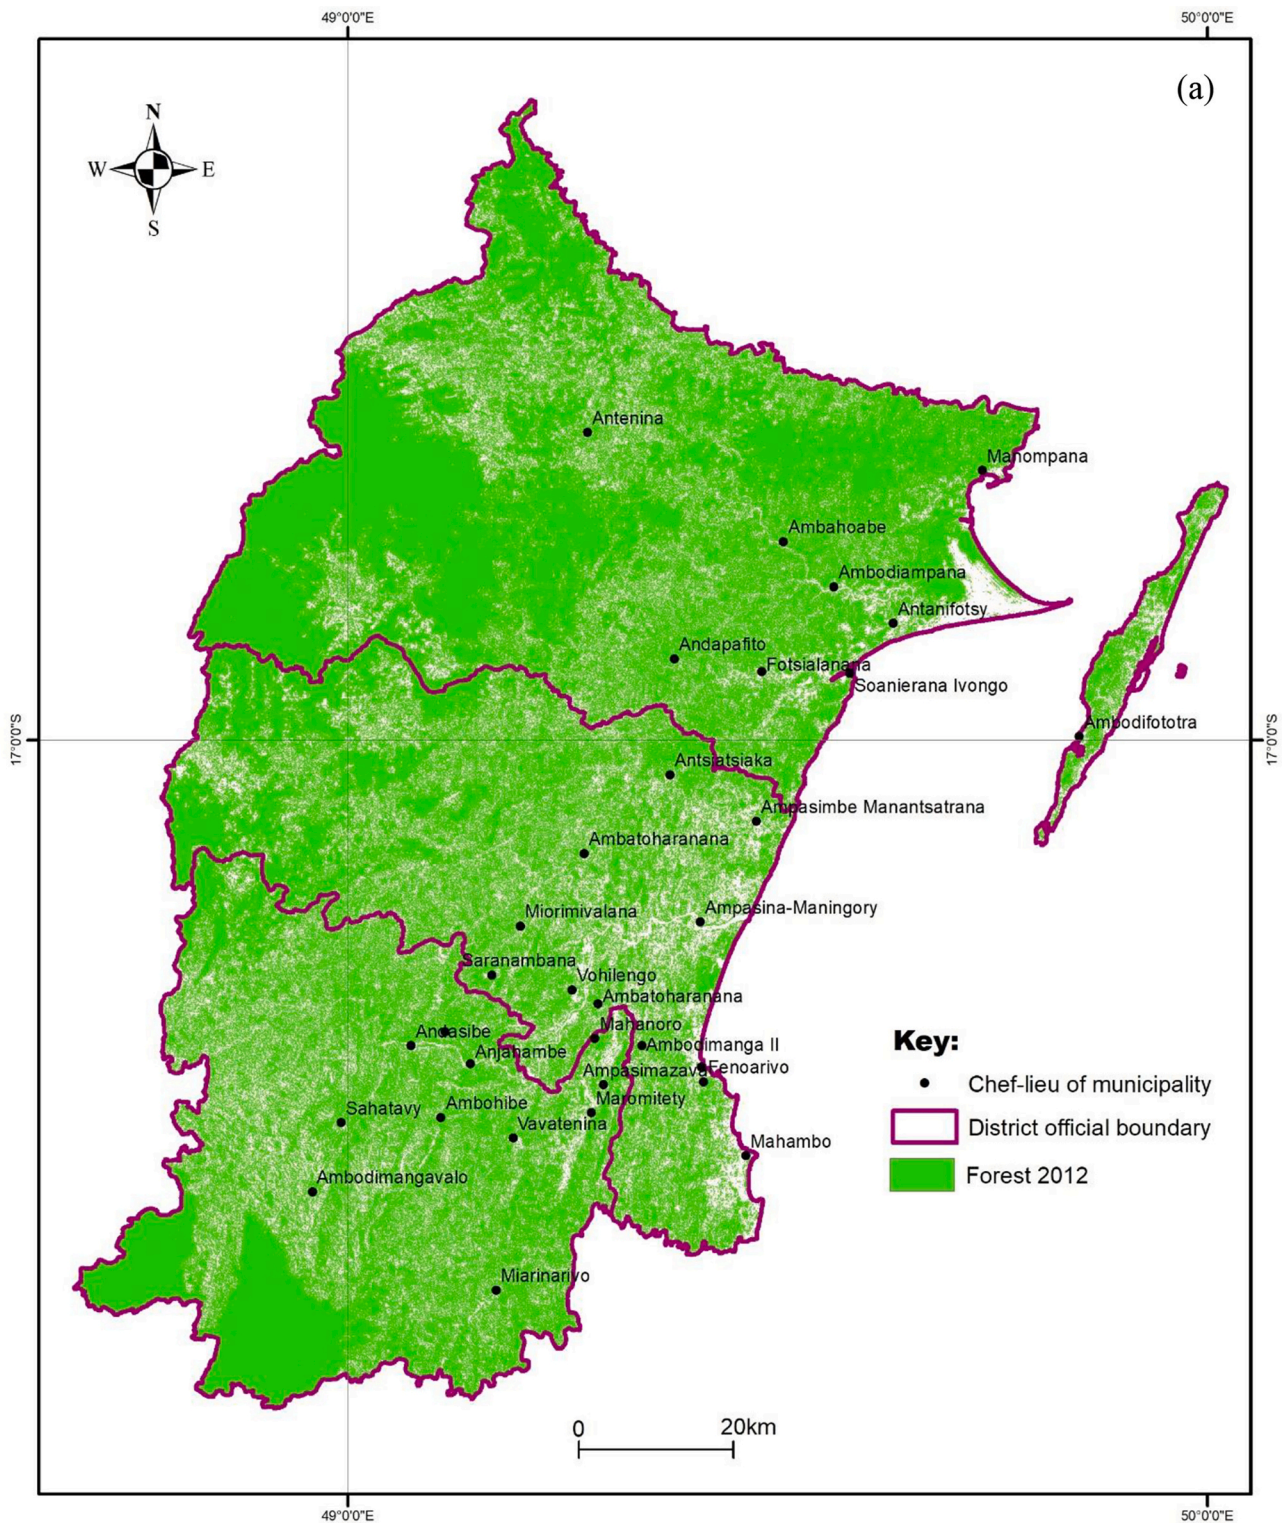 49°0'0"E
50°0'0"E
(a)
N
W
E
S
Antenina
Manompana
Ambahoabe
Ambodiampana
Antanifotsy
Andapafito
Fotsialanana
Soanierana Ivongo
Ambodifototra
17°0'0"S
17°0'0"S
Antsiatsiaka
Ampasimbe Manantsatrana
Ambatoharanana
Miorimivalana
Ampasina-Maningory
Saranambana
Vohilengo
Ambatoharanana
Mahanoro
Andasibe
Ambodimanga II
Anjahambe
Fenoarivo
Ampasimazava
Maromitety
Sahatavy
Ambohibe
Vavatenina
Mahambo
Ambodimangavalo
Miarinarivo
Key:
Chef-lieu of municipality
District official boundary
Forest 2012
0
20km
49°0'0"E
50°0'0"E